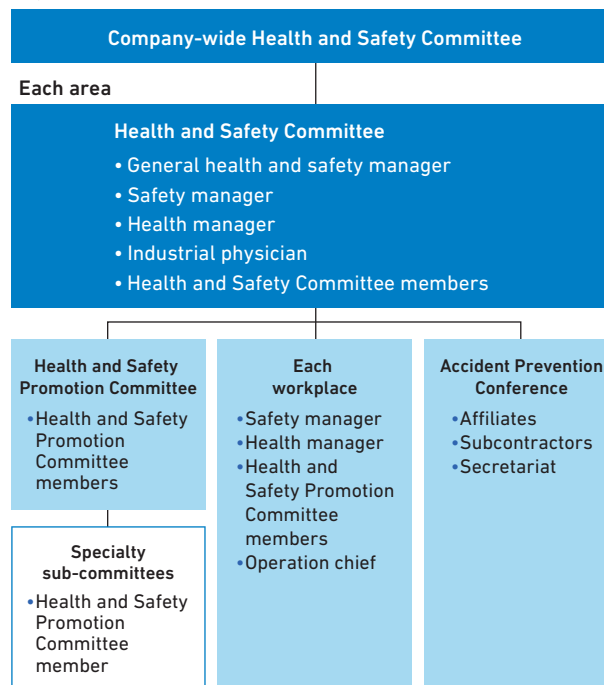 Company-wide Health and Safety Committee
Each area
Health and Safety Committee
• General health and safety manager
• Safety manager
• Health manager
• Industrial physician
• Health and Safety Committee members
Health and Safety
Promotion Committee
•Health and Safety
Promotion
Committee
members
Specialty
sub-committees
•Health and Safety
Promotion
Committee
member
Each
workplace
•Safety manager
•Health manager
•Health and
Safety Promotion
Committee
members
•Operation chief
Accident Prevention
Conference
•Affiliates
•Subcontractors
•Secretariat